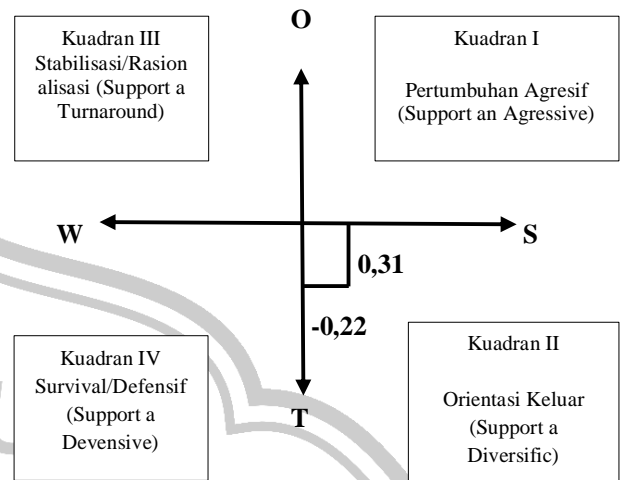 O
Kuadran III
Stabilisasi/Rasion
alisasi (Support a
Turnaround)
Kuadran I
Pertumbuhan Agresif
(Support an Agressive)
W
S
0,31
-0,22
Kuadran IV
Survival/Defensif
(Support a
Devensive)
T
Kuadran II
Orientasi Keluar
(Support a
Diversific)